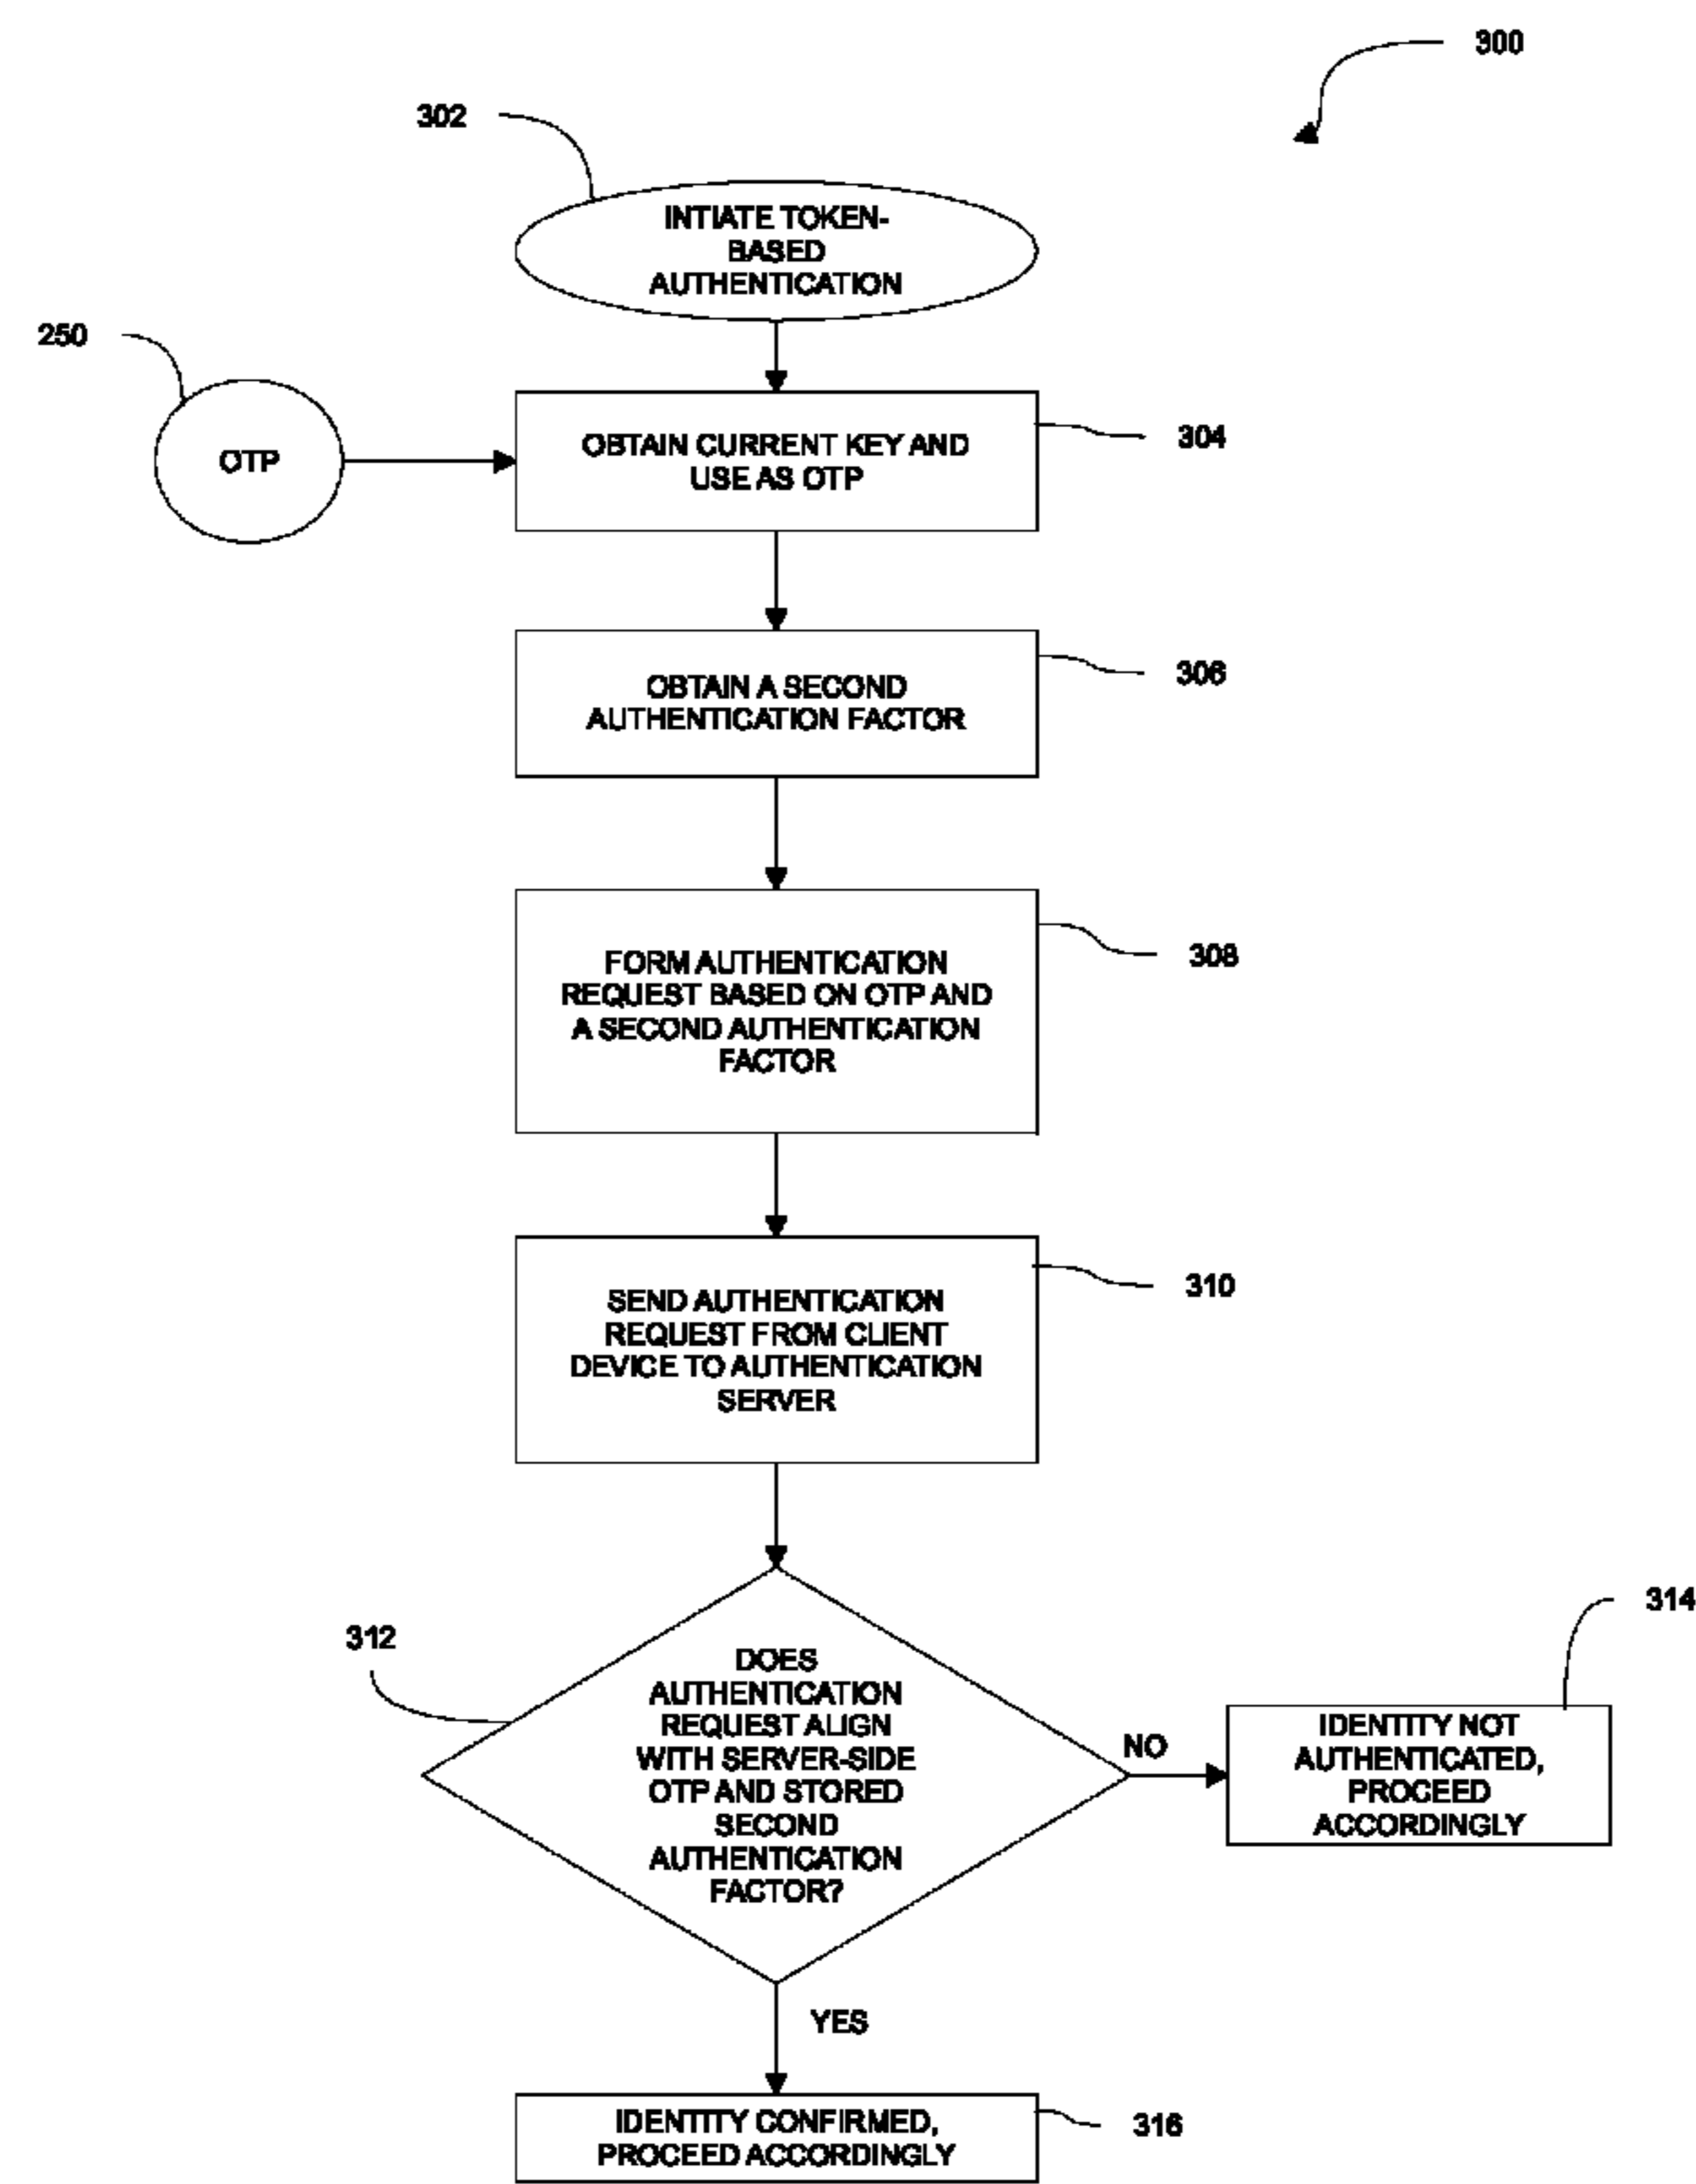 300
302
INTIATE TOKEN-
BASED
AUTHENTICATION
250
OTP
OBTAIN CURRENT KEY AND
USE AS OTP
304
OBTAIN A SECOND
AUTHENTICATION FACTOR
306
FORM AUTHENTICATION
REQUEST BASED ON OTP AND
A SECOND AUTHENTICATION
FACTOR
308
SEND AUTHENTICATION
REQUEST FROM CLIENT
DEVICE TO AUTHENTICATION
SERVER
310
312
DOES
AUTHENTICATION
REQUEST ALIGN
WITH SERVER-SIDE
OTP AND STORED
SECOND
AUTHENTICATION
FACTOR?
NO
314
IDENTITY NOT
AUTHENTICATED,
PROCEED
ACCORDINGLY
YES
IDENTITY CONFIRMED,
PROCEED ACCORDINGLY
316